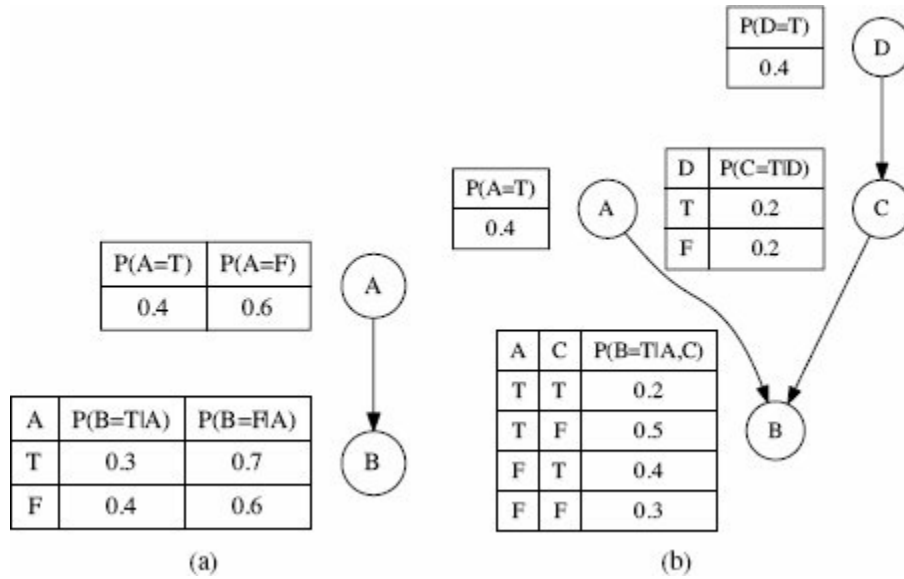 P(D=T)
0.4
D
D P(C=T|D)
T 0.2
F 0.2
C
P(A=T)
0.4
A
P(A=T) P(A=F)
0.4 0.6
A
A C P(B=T|A,C)
T T 0.2
T F 0.5
F T 0.4
F F 0.3
B
A P(B=T|A) P(B=F|A)
T 0.3 0.7
F 0.4 0.6
B
(a)
(b)